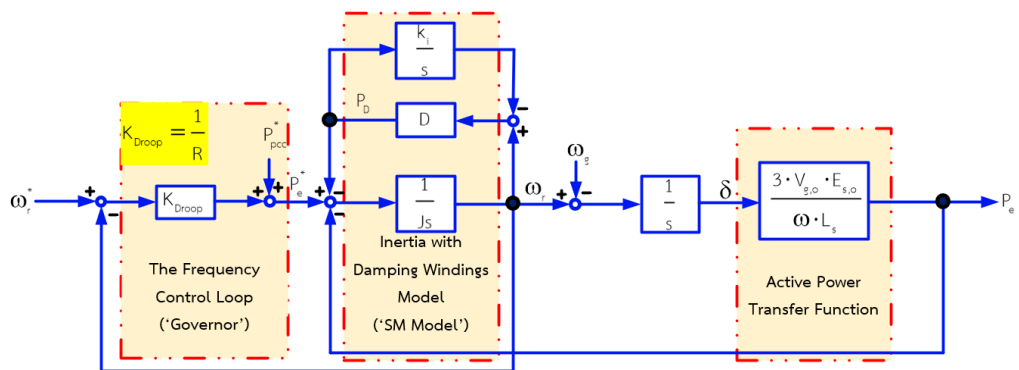 k_i
s
P_D
D
K_Droop = 1
R
P*_pcc
ω*_r
K_Droop
P*_e
1
Js
ω_r
ω_g
1
s
δ
3 · V_g,o · E_s,o
ω · L_s
P_e
The Frequency
Control Loop
(‘Governor’)
Inertia with
Damping Windings
Model
(‘SM Model’)
Active Power
Transfer Function
+
-
+
+
+
-
-
-
+
+
-